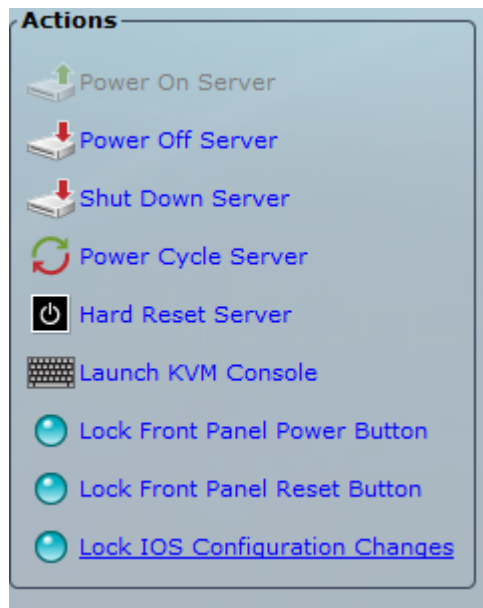 Actions
Power On Server
Power Off Server
Shut Down Server
Power Cycle Server
Hard Reset Server
Launch KVM Console
Lock Front Panel Power Button
Lock Front Panel Reset Button
Lock IOS Configuration Changes